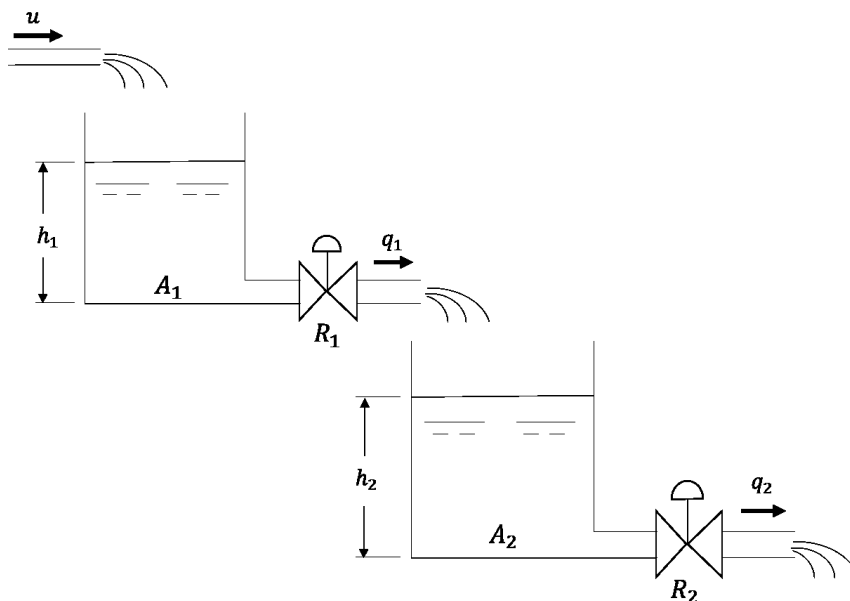 u
h₁
A₁
R₁
q₁
h₂
A₂
R₂
q₂